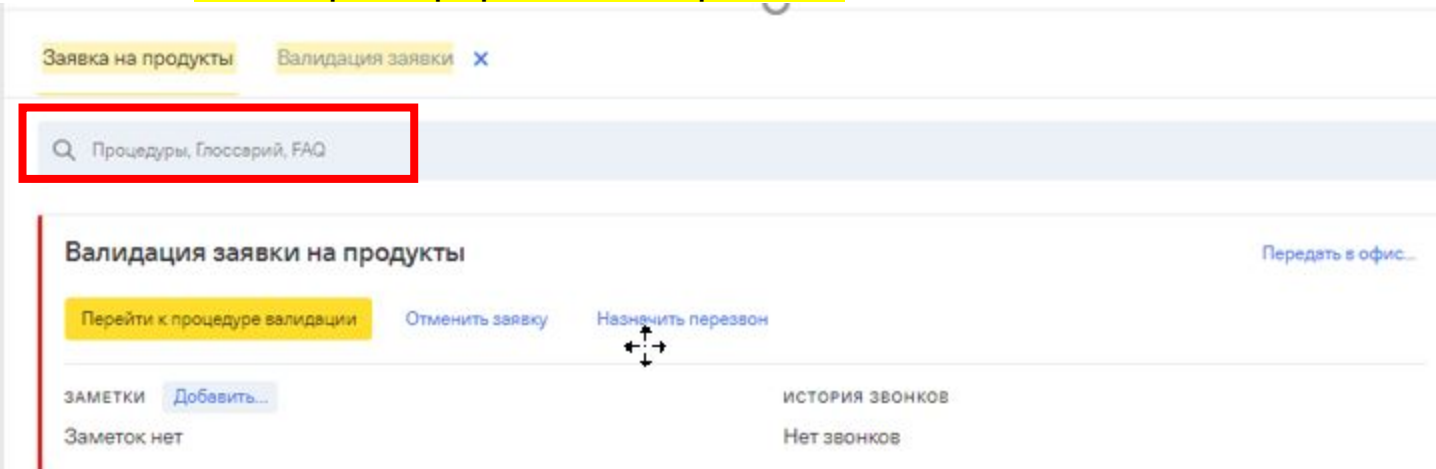 Заявка на продукты Валидация заявки ×
Процедуры, Глоссарий, FAQ
Валидация заявки на продукты Передать в офис...
Перейти к процедуре валидации Отменить заявку Назначить перезвон
ЗАМЕТКИ Добавить... ИСТОРИЯ ЗВОНКОВ
Заметок нет Нет звонков